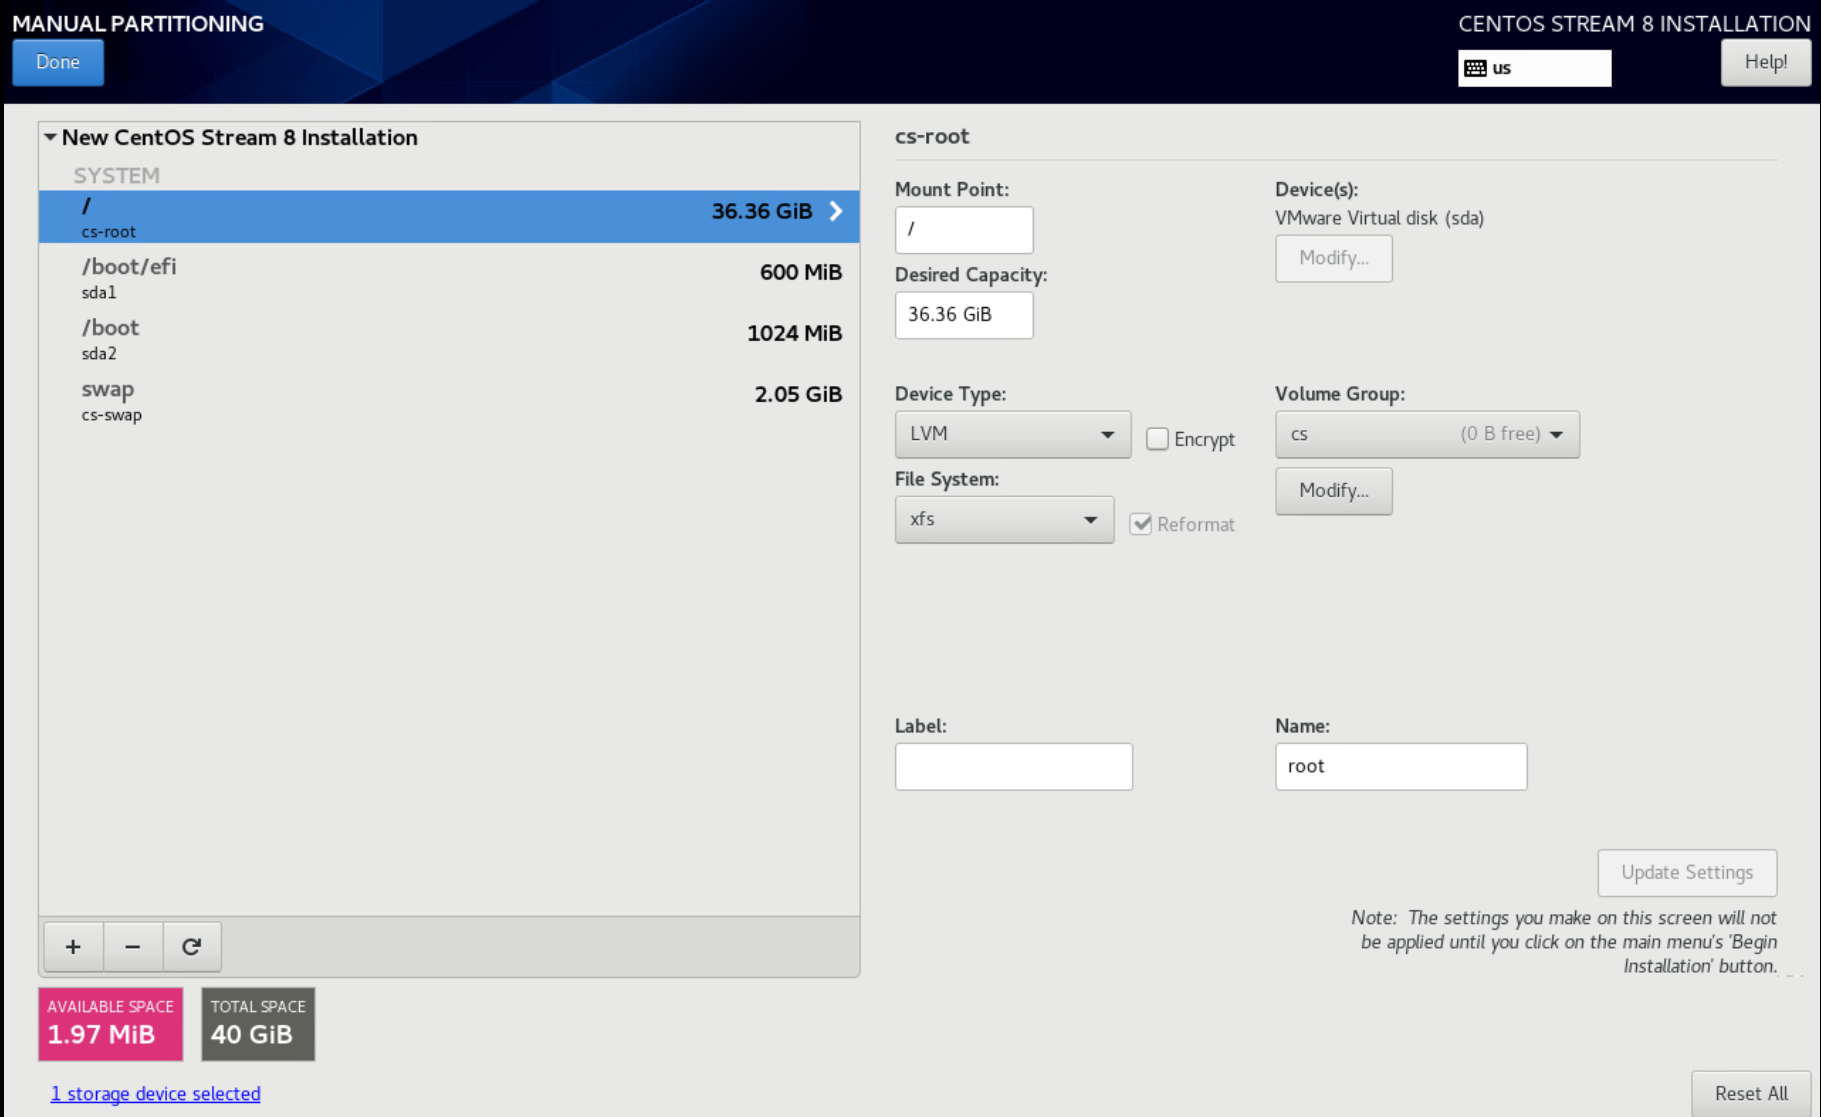 MANUAL PARTITIONING
CENTOS STREAM 8 INSTALLATION
Done
us
Help!
New CentOS Stream 8 Installation
SYSTEM
/
36.36 GiB
cs-root
/boot/efi
600 MiB
sda1
/boot
1024 MiB
sda2
swap
2.05 GiB
cs-swap
cs-root
Mount Point:
/
Device(s):
VMware Virtual disk (sda)
Modify...
Desired Capacity:
36.36 GiB
Device Type:
LVM
Encrypt
Volume Group:
cs (0 B free)
Modify...
File System:
xfs
Reformat
Label:
Name:
root
Update Settings
Note: The settings you make on this screen will not
be applied until you click on the main menu's 'Begin
Installation' button.
+ −
AVAILABLE SPACE
1.97 MiB
TOTAL SPACE
40 GiB
1 storage device selected
Reset All